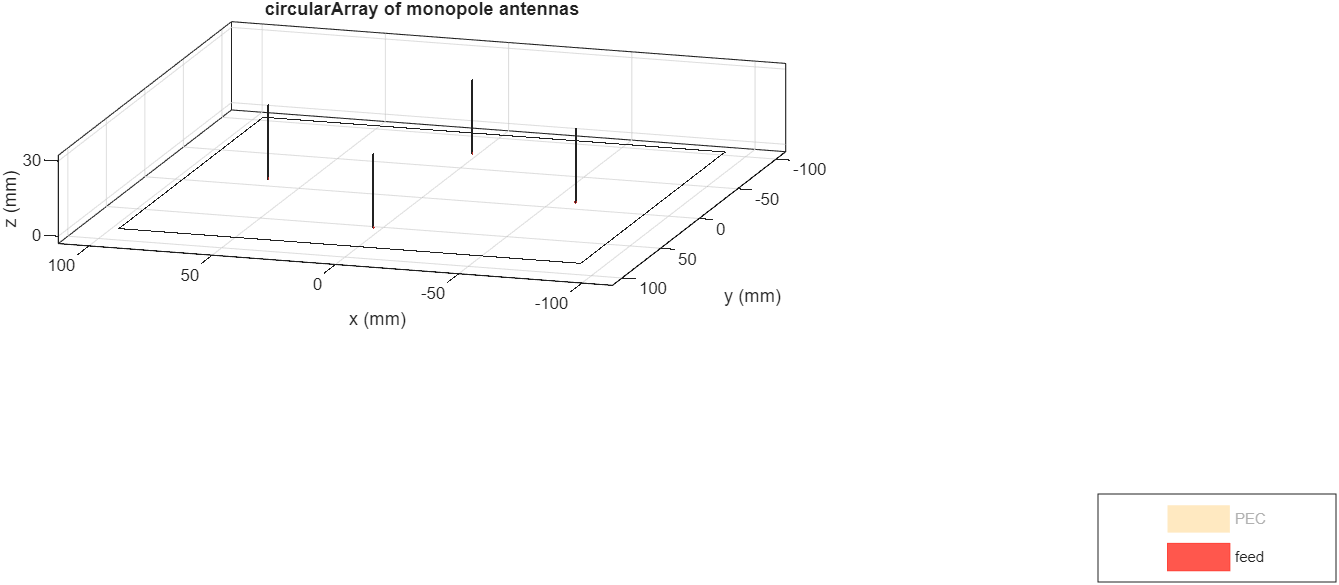 circularArray of monopole antennas
30
0
z (mm)
100
50
0
-50
-100
x (mm)
-100
-50
0
50
100
y (mm)
PEC
feed